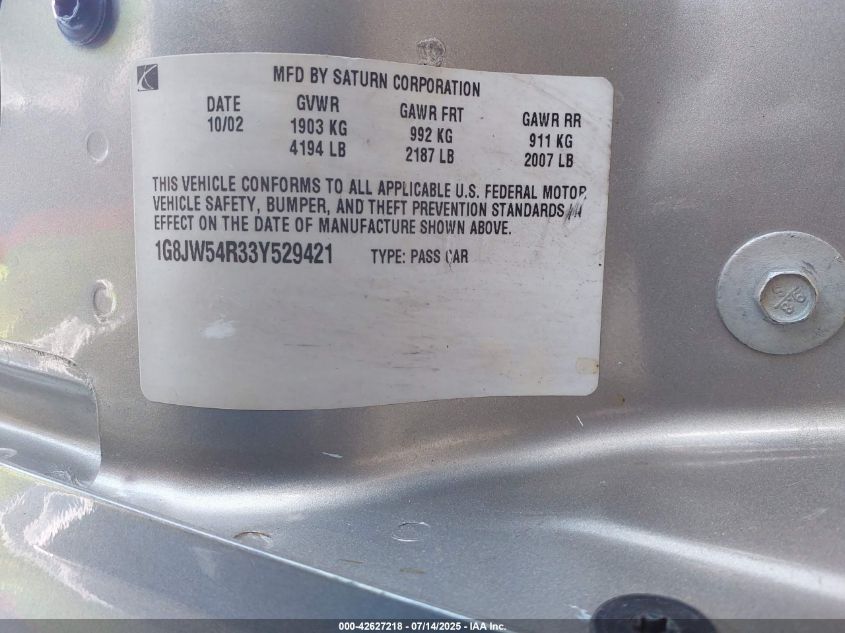 MFD BY SATURN CORPORATION
DATE GVWR GAWR FRT GAWR RR
10/02 1903 KG 992 KG 911 KG
4194 LB 2187 LB 2007 LB
THIS VEHICLE CONFORMS TO ALL APPLICABLE U.S. FEDERAL MOTOR
VEHICLE SAFETY, BUMPER, AND THEFT PREVENTION STANDARDS IN
EFFECT ON THE DATE OF MANUFACTURE SHOWN ABOVE.
1G8JW54R33Y529421 TYPE: PASS CAR
000-42627218 - 07/14/2025 - IAA Inc.